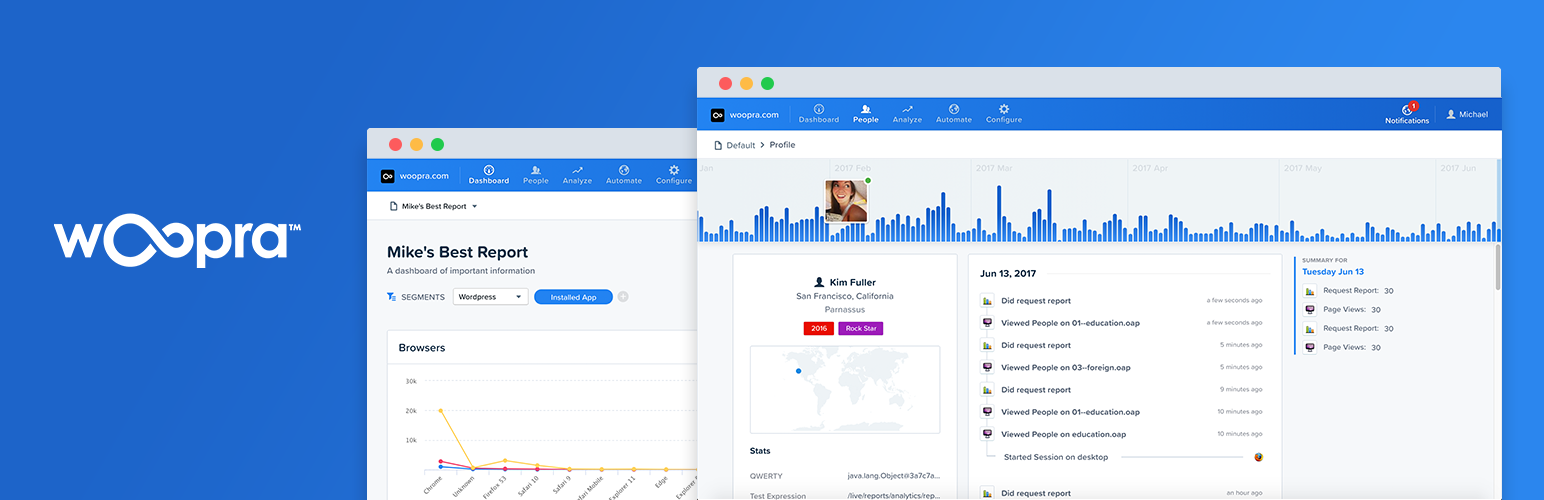 woopra™
woopra.com
Dashboard
People
Analyze
Automate
Configure
Mike's Best Report
Mike's Best Report
A dashboard of important information
SEGMENTS
Wordpress
Installed App
Browsers
30k
20k
10k
Chrome
Unknown
Firefox 53
Safari 10
Safari 9
Safari Mobile
Explorer 11
Edge
Explorer
woopra.com
Dashboard
People
Analyze
Automate
Configure
1
Notifications
Michael
Default > Profile
Jan
2017 Feb
2017 Mar
2017 Apr
2017 May
2017 Jun
Kim Fuller
San Francisco, California
Parnassus
2016
Rock Star
Stats
QWERTY java.lang.Object@3a7c7a...
Test Expression /live/reports/analytics/rep...
Jun 13, 2017
Did request report a few seconds ago
Viewed People on 01--education.oap a few seconds ago
Did request report 5 minutes ago
Viewed People on 03--foreign.oap 5 minutes ago
Did request report 9 minutes ago
Viewed People on 01--education.oap 10 minutes ago
Viewed People on education.oap 10 minutes ago
Started Session on desktop
Did request report an hour ago
SUMMARY FOR
Tuesday Jun 13
Request Report: 30
Page Views: 30
Request Report: 30
Page Views: 30